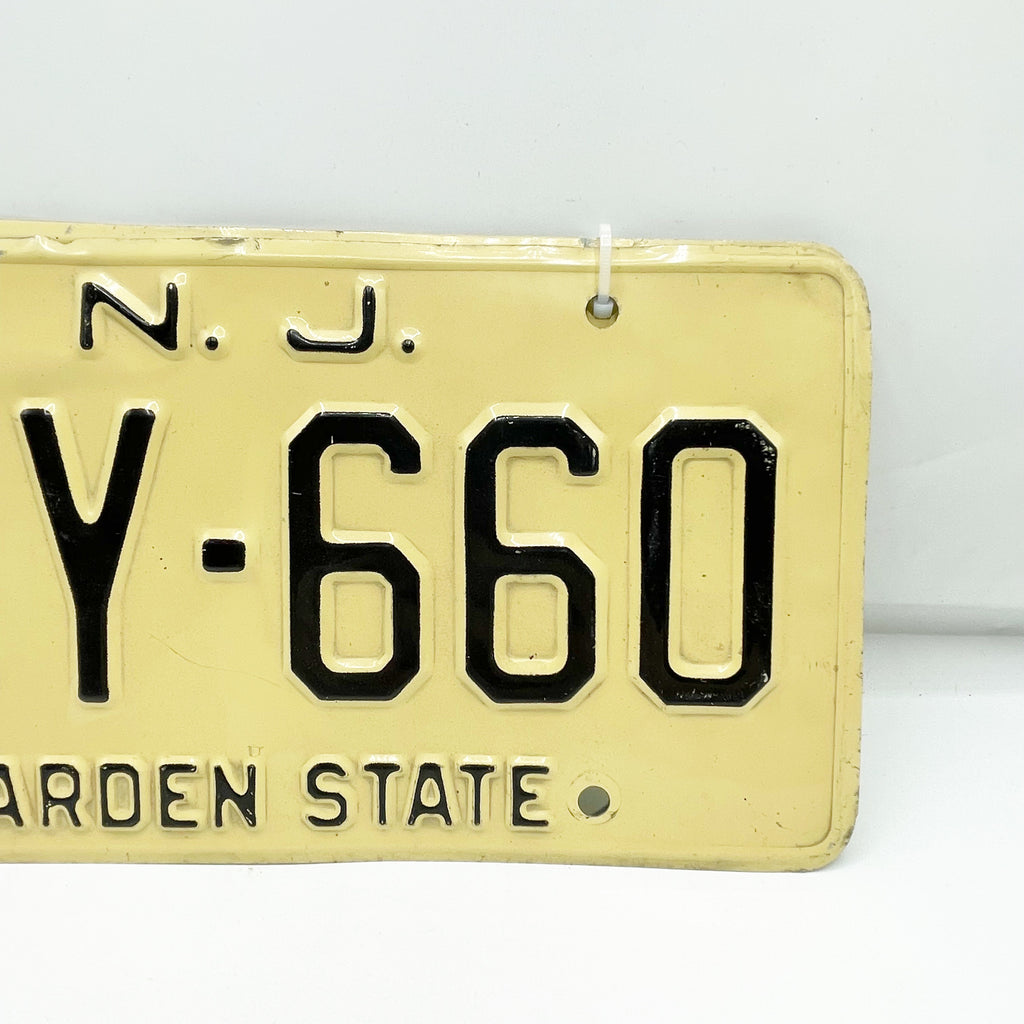 N. J.
Y-660
ARDEN STATE